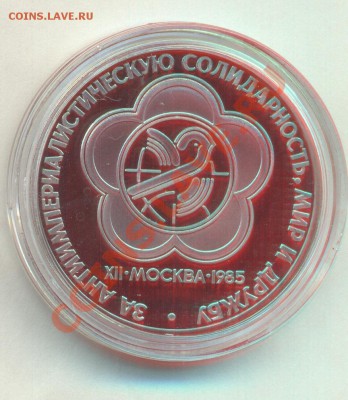 COINS.LAVE.RU
ЗА АНТИИМПЕРИАЛИСТИЧЕСКУЮ СОЛИДАРНОСТЬ, МИР И ДРУЖБУ •
XII • МОСКВА • 1985